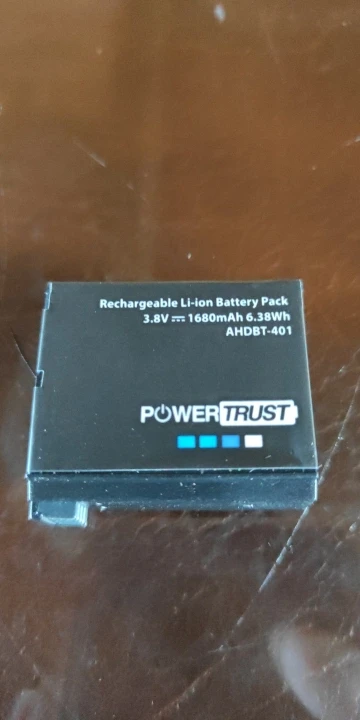 Rechargeable Li-ion Battery Pack
3.8V ⎓ 1680mAh 6.38Wh
AHDBT-401
POWERTRUST